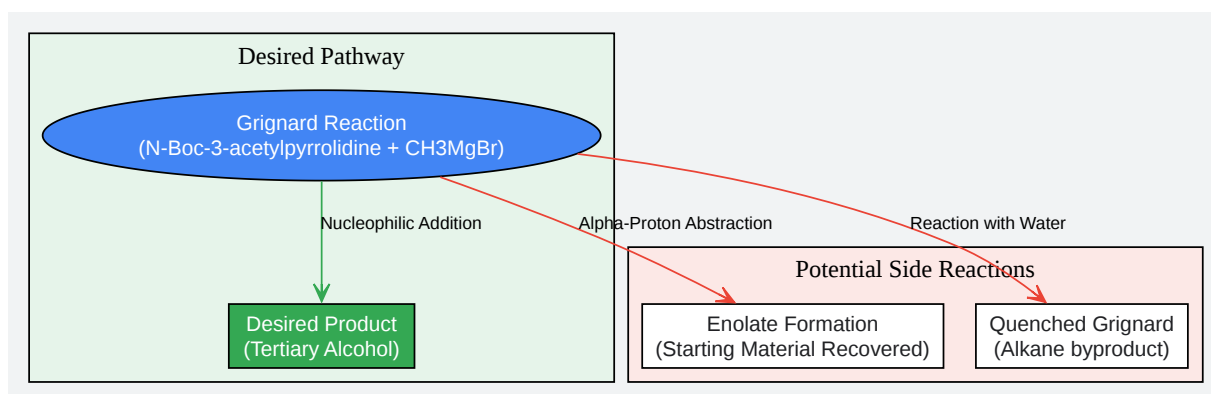 Desired Pathway
Grignard Reaction
(N-Boc-3-acetylpyrrolidine + CH3MgBr)
Nucleophilic Addition
Alpha-Proton Abstraction
Reaction with Water
Potential Side Reactions
Desired Product
(Tertiary Alcohol)
Enolate Formation
(Starting Material Recovered)
Quenched Grignard
(Alkane byproduct)